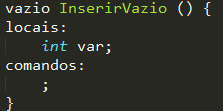 vazio InserirVazio () {
locais:
    int var;
comandos:
    ;
}